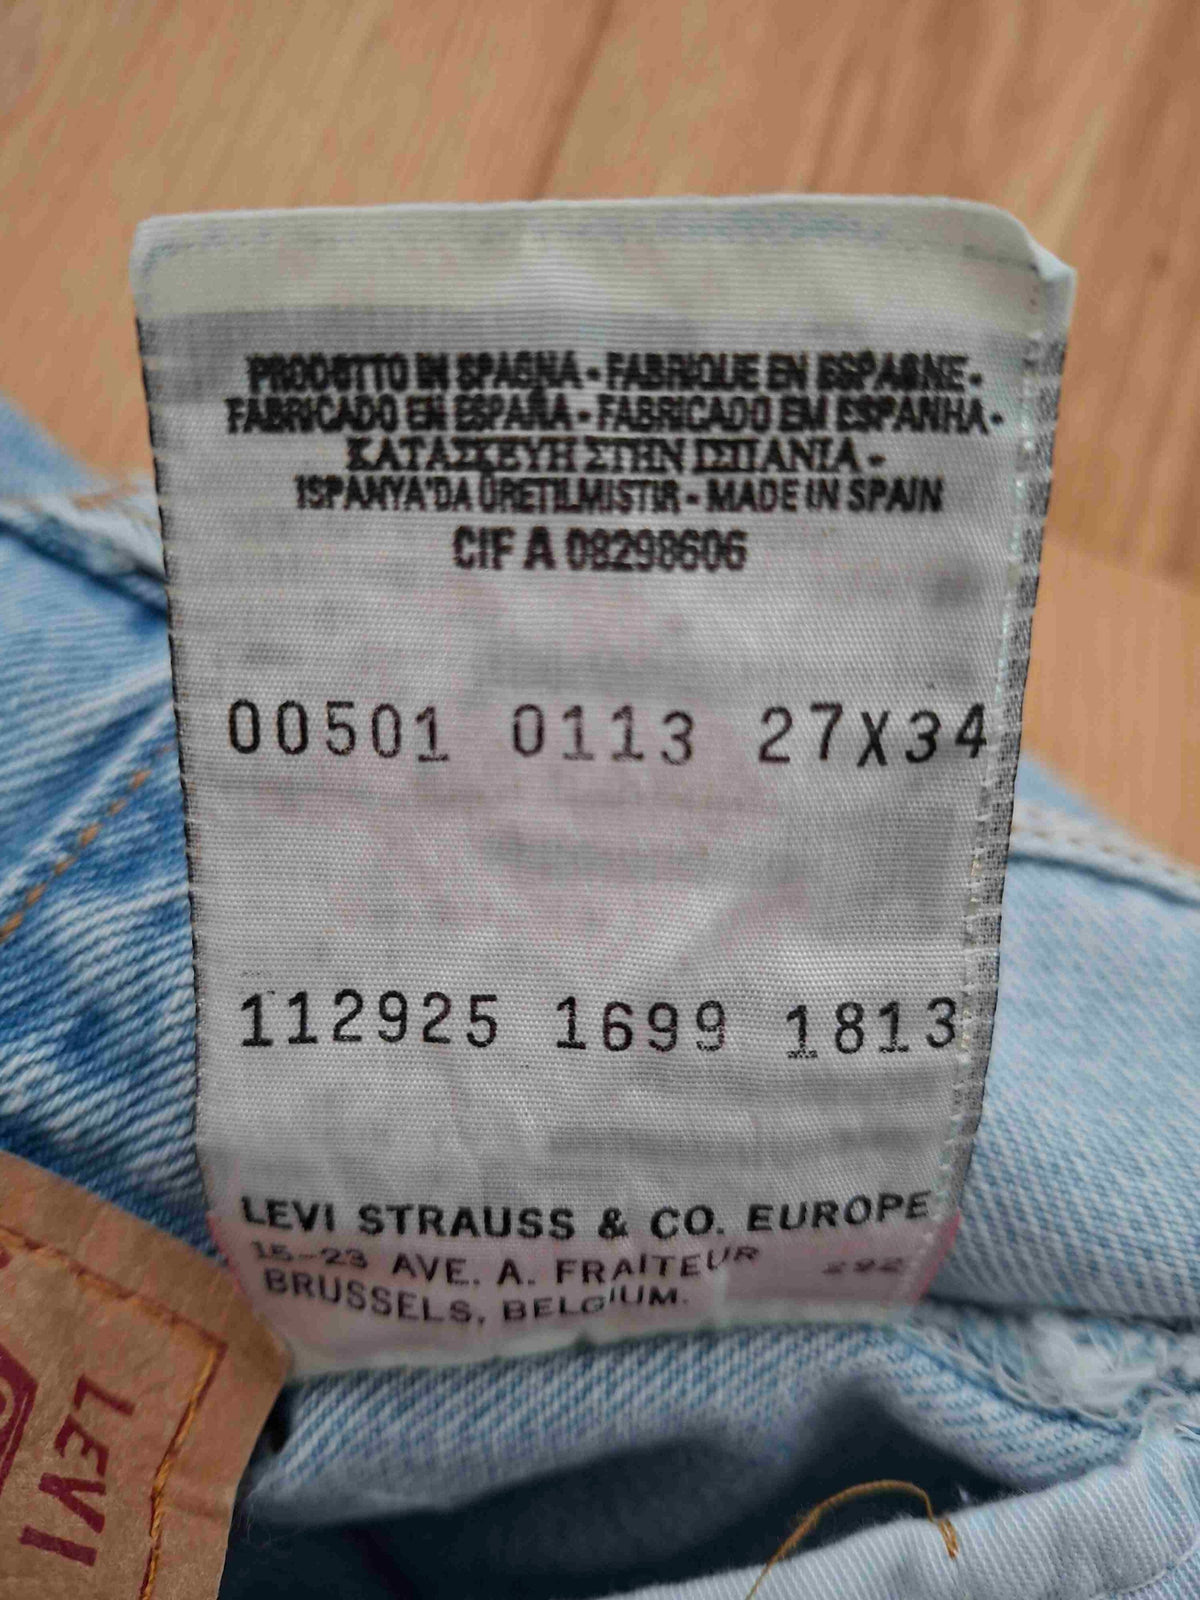 PRODOTTO IN SPAGNA - FABRIQUE EN ESPAGNE -
FABRICADO EN ESPAÑA - FABRICADO EM ESPANHA -
ΚΑΤΑΣΚΕΥΗ ΣΤΗΝ ΙΣΠΑΝΙΑ -
ISPANYA'DA ÜRETILMISTIR - MADE IN SPAIN
CIF A 08298606
00501 0113 27X34
112925 1699 1813
LEVI STRAUSS & CO. EUROPE
15-23 AVE. A. FRAITEUR 292
BRUSSELS, BELGIUM.
LEVI